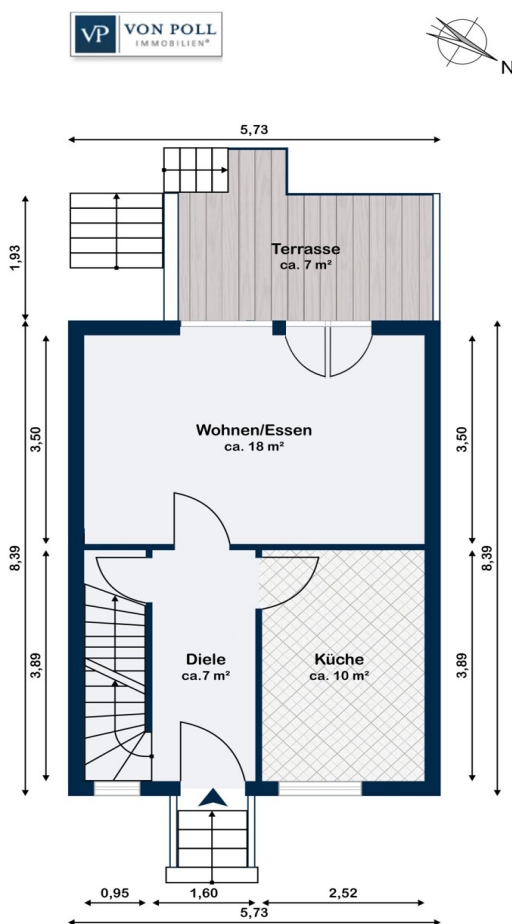 VP VON POLL
IMMOBILIEN®
N
5,73
1,93
Terrasse
ca. 7 m²
3,50
Wohnen/Essen
ca. 18 m²
3,50
8,39
8,39
3,89
Diele
ca.7 m²
Küche
ca. 10 m²
3,89
0,95
1,60
2,52
5,73